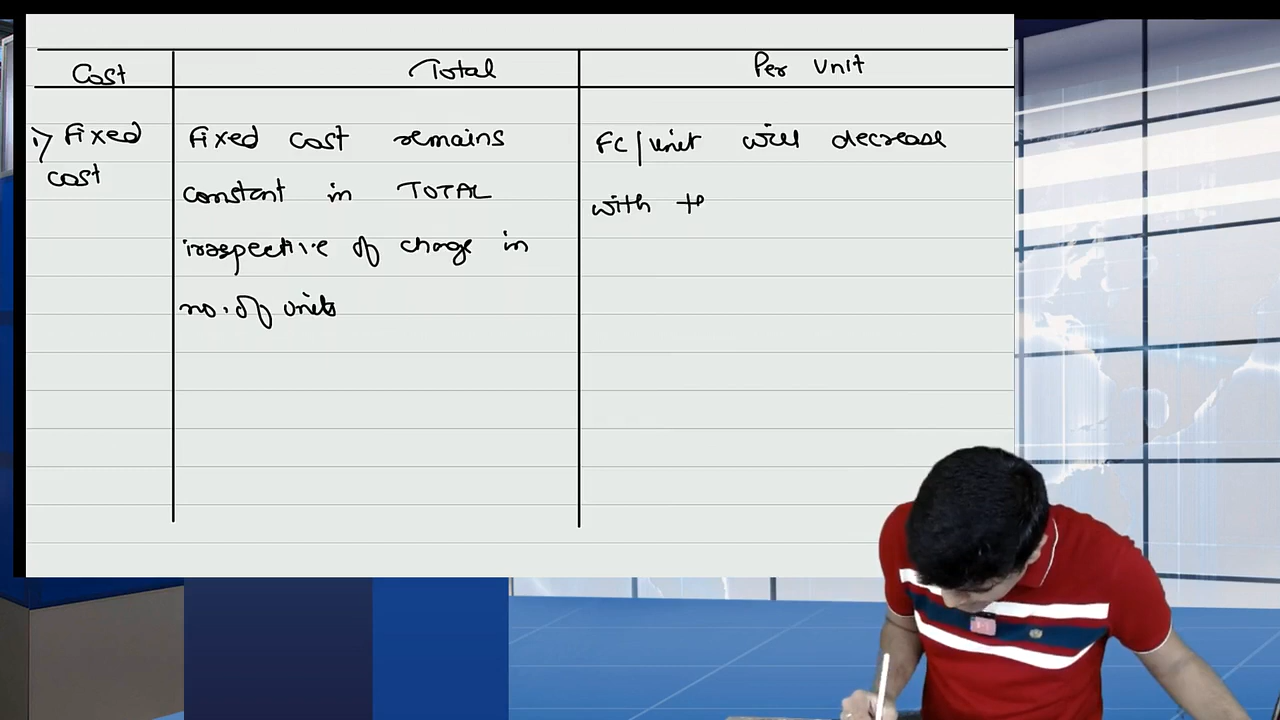 Cost Total Per Unit
1) Fixed cost
Fixed cost remains
constant in TOTAL
irrespective of change in
no. of units
FC/unit will decrease
with